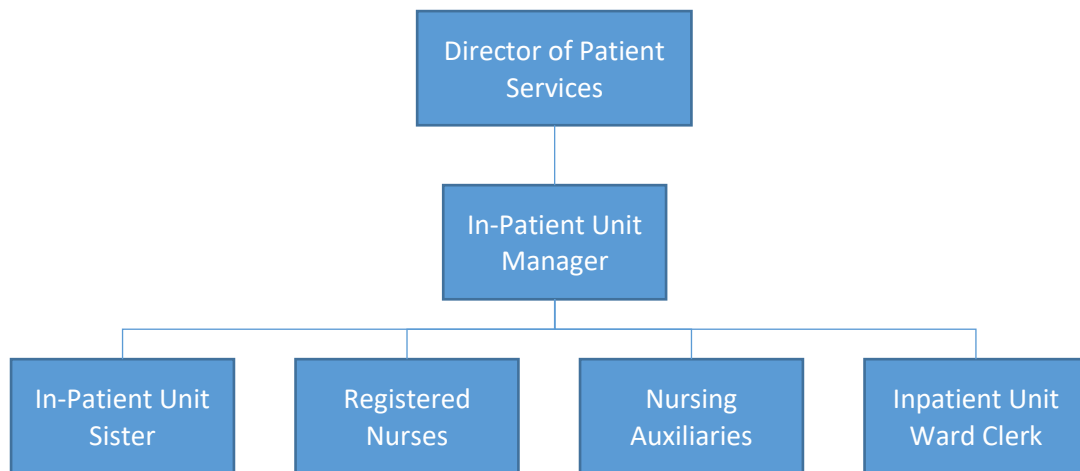 Director of Patient
Services
In-Patient Unit
Manager
In-Patient Unit
Sister
Registered
Nurses
Nursing
Auxiliaries
Inpatient Unit
Ward Clerk